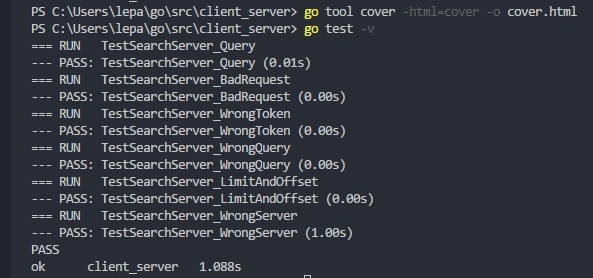 PS C:\Users\lepa\go\src\client_server> go tool cover -html=cover -o cover.html
PS C:\Users\lepa\go\src\client_server> go test -v
=== RUN   TestSearchServer_Query
--- PASS: TestSearchServer_Query (0.01s)
=== RUN   TestSearchServer_BadRequest
--- PASS: TestSearchServer_BadRequest (0.00s)
=== RUN   TestSearchServer_WrongToken
--- PASS: TestSearchServer_WrongToken (0.00s)
=== RUN   TestSearchServer_WrongQuery
--- PASS: TestSearchServer_WrongQuery (0.00s)
=== RUN   TestSearchServer_LimitAndOffset
--- PASS: TestSearchServer_LimitAndOffset (0.00s)
=== RUN   TestSearchServer_WrongServer
--- PASS: TestSearchServer_WrongServer (1.00s)
PASS
ok      client_server   1.088s